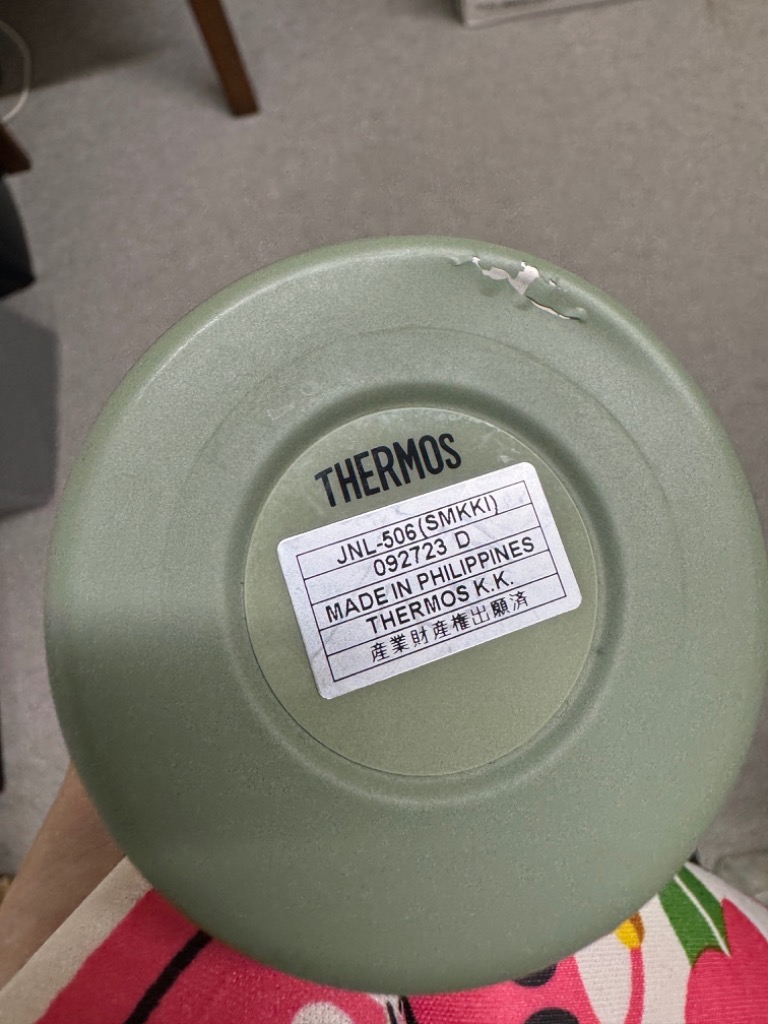 THERMOS
JNL-506(SMKKI)
092723 D
MADE IN PHILIPPINES
THERMOS K.K.
産業財産権出願済